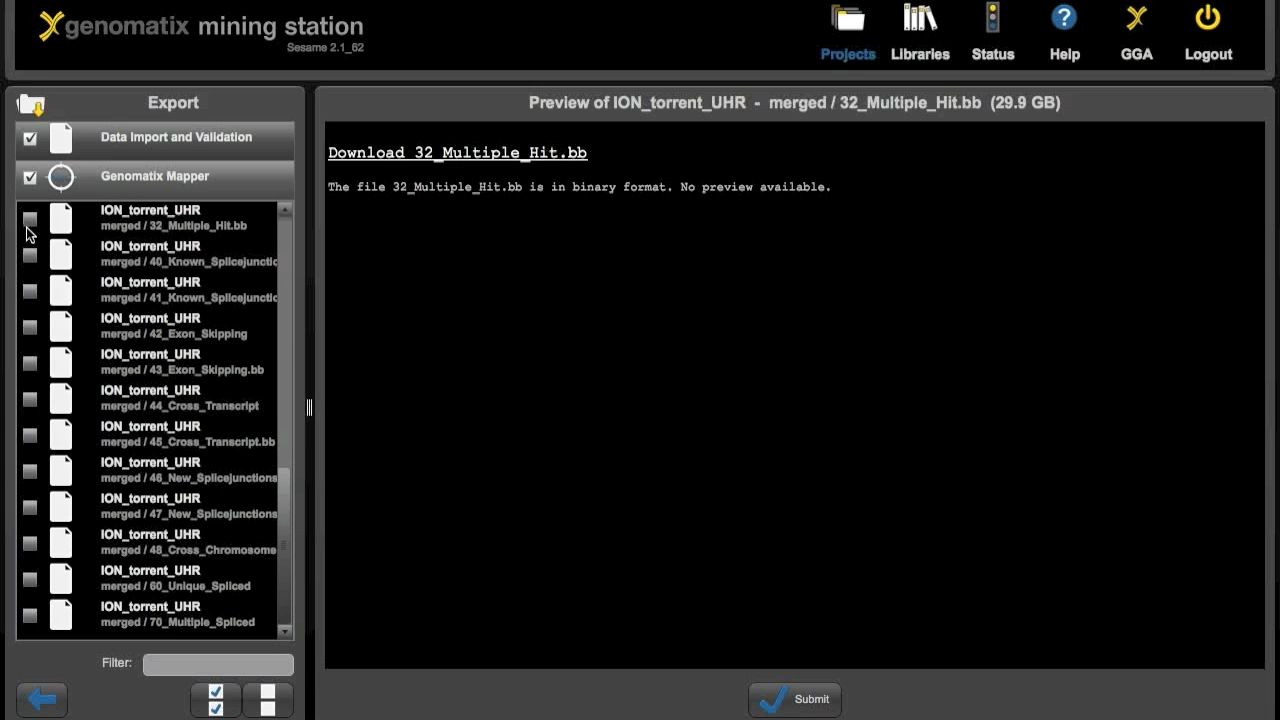 genomatix mining station
Sesame 2.1_62
Projects
Libraries
Status
Help
GGA
Logout
Export
Preview of ION_torrent_UHR - merged / 32_Multiple_Hit.bb (29.9 GB)
Data Import and Validation
Genomatix Mapper
Download 32_Multiple_Hit.bb
The file 32_Multiple_Hit.bb is in binary format. No preview available.
ION_torrent_UHR
merged / 32_Multiple_Hit.bb
ION_torrent_UHR
merged / 40_Known_Splicejunctio
ION_torrent_UHR
merged / 41_Known_Splicejunctio
ION_torrent_UHR
merged / 42_Exon_Skipping
ION_torrent_UHR
merged / 43_Exon_Skipping.bb
ION_torrent_UHR
merged / 44_Cross_Transcript
ION_torrent_UHR
merged / 45_Cross_Transcript.bb
ION_torrent_UHR
merged / 46_New_Splicejunctions
ION_torrent_UHR
merged / 47_New_Splicejunctions
ION_torrent_UHR
merged / 48_Cross_Chromosome
ION_torrent_UHR
merged / 60_Unique_Spliced
ION_torrent_UHR
merged / 70_Multiple_Spliced
Filter:
Submit